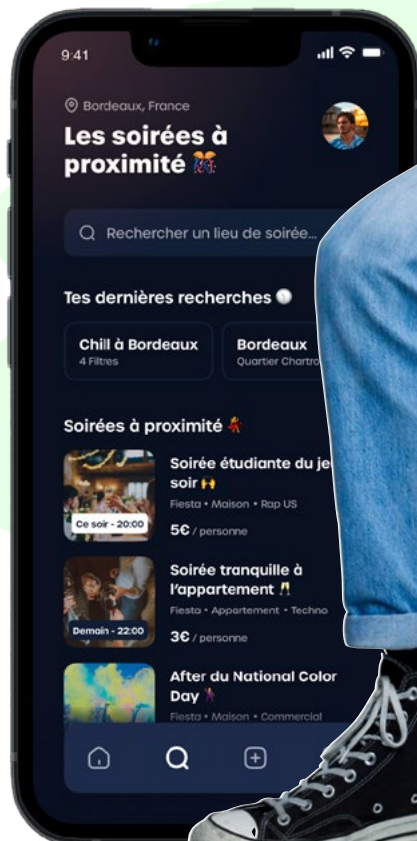 9:41
Bordeaux, France
Les soirées à
proximité
Rechercher un lieu de soirée...
Tes dernières recherches
Chill à Bordeaux
4 Filtres
Bordeaux
Quartier
Soirées à proximité
Soirée étudiante du
soir
Fiesta • Maison • Rap US
5€ / personne
Ce soir - 20:00
Soirée tranquille à
l'appartement
Fiesta • Appartement • Techno
3€ / personne
Demain - 22:00
After du National Color
Day
Fiesta • Maison • Commercial